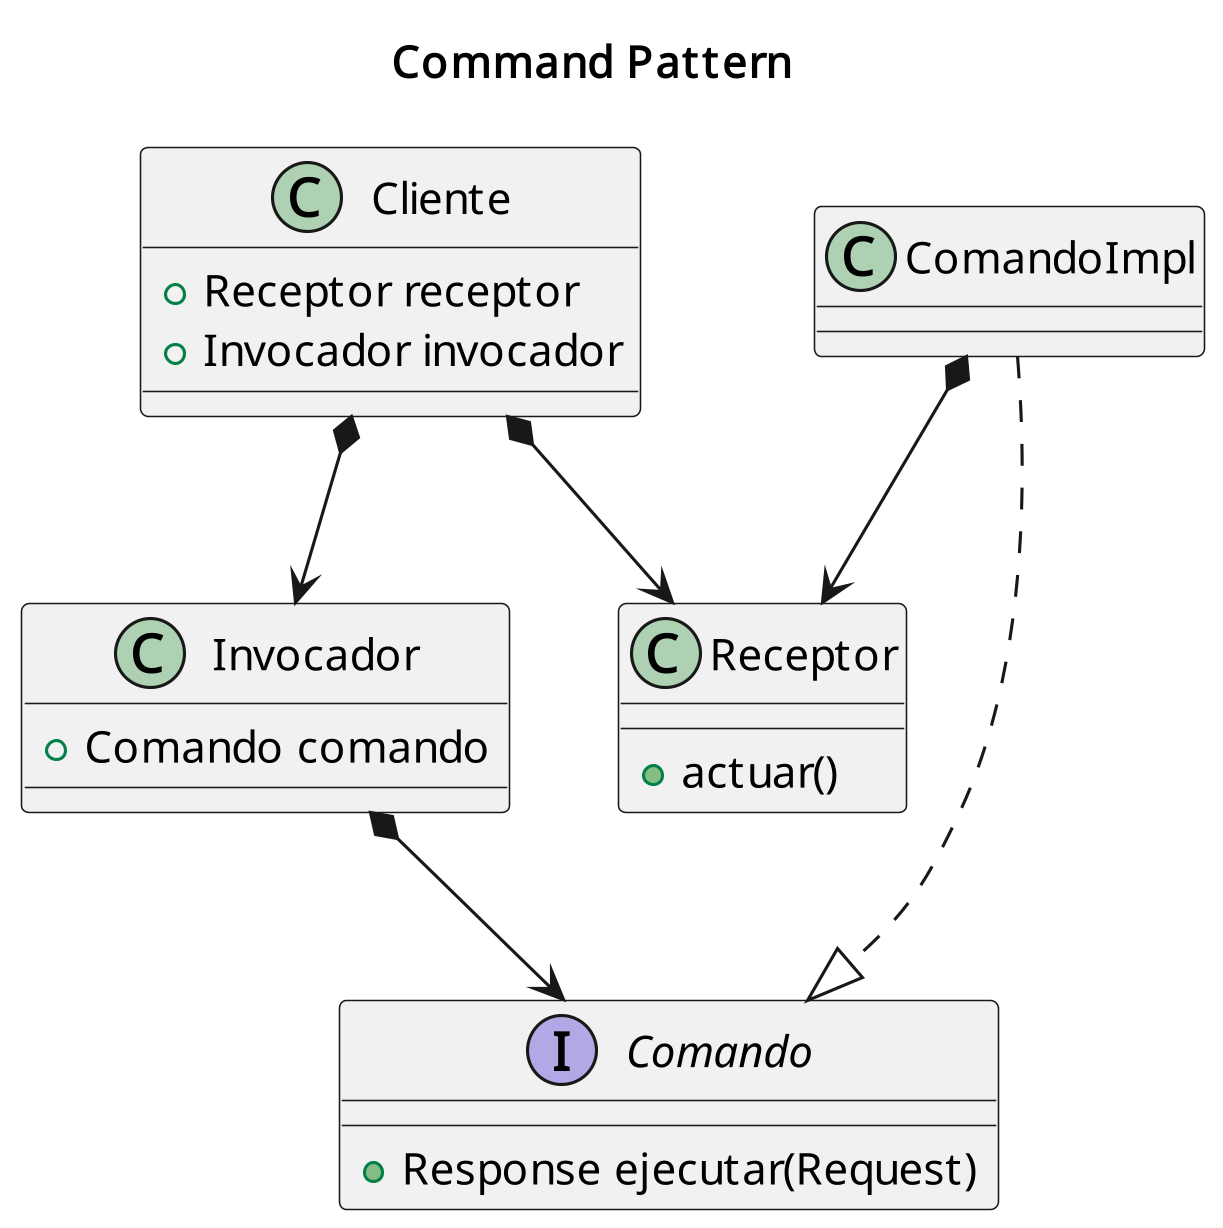 Command Pattern
C Cliente
Receptor receptor
Invocador invocador
C ComandoImpl
C Invocador
Comando comando
C Receptor
actuar()
I Comando
Response ejecutar(Request)